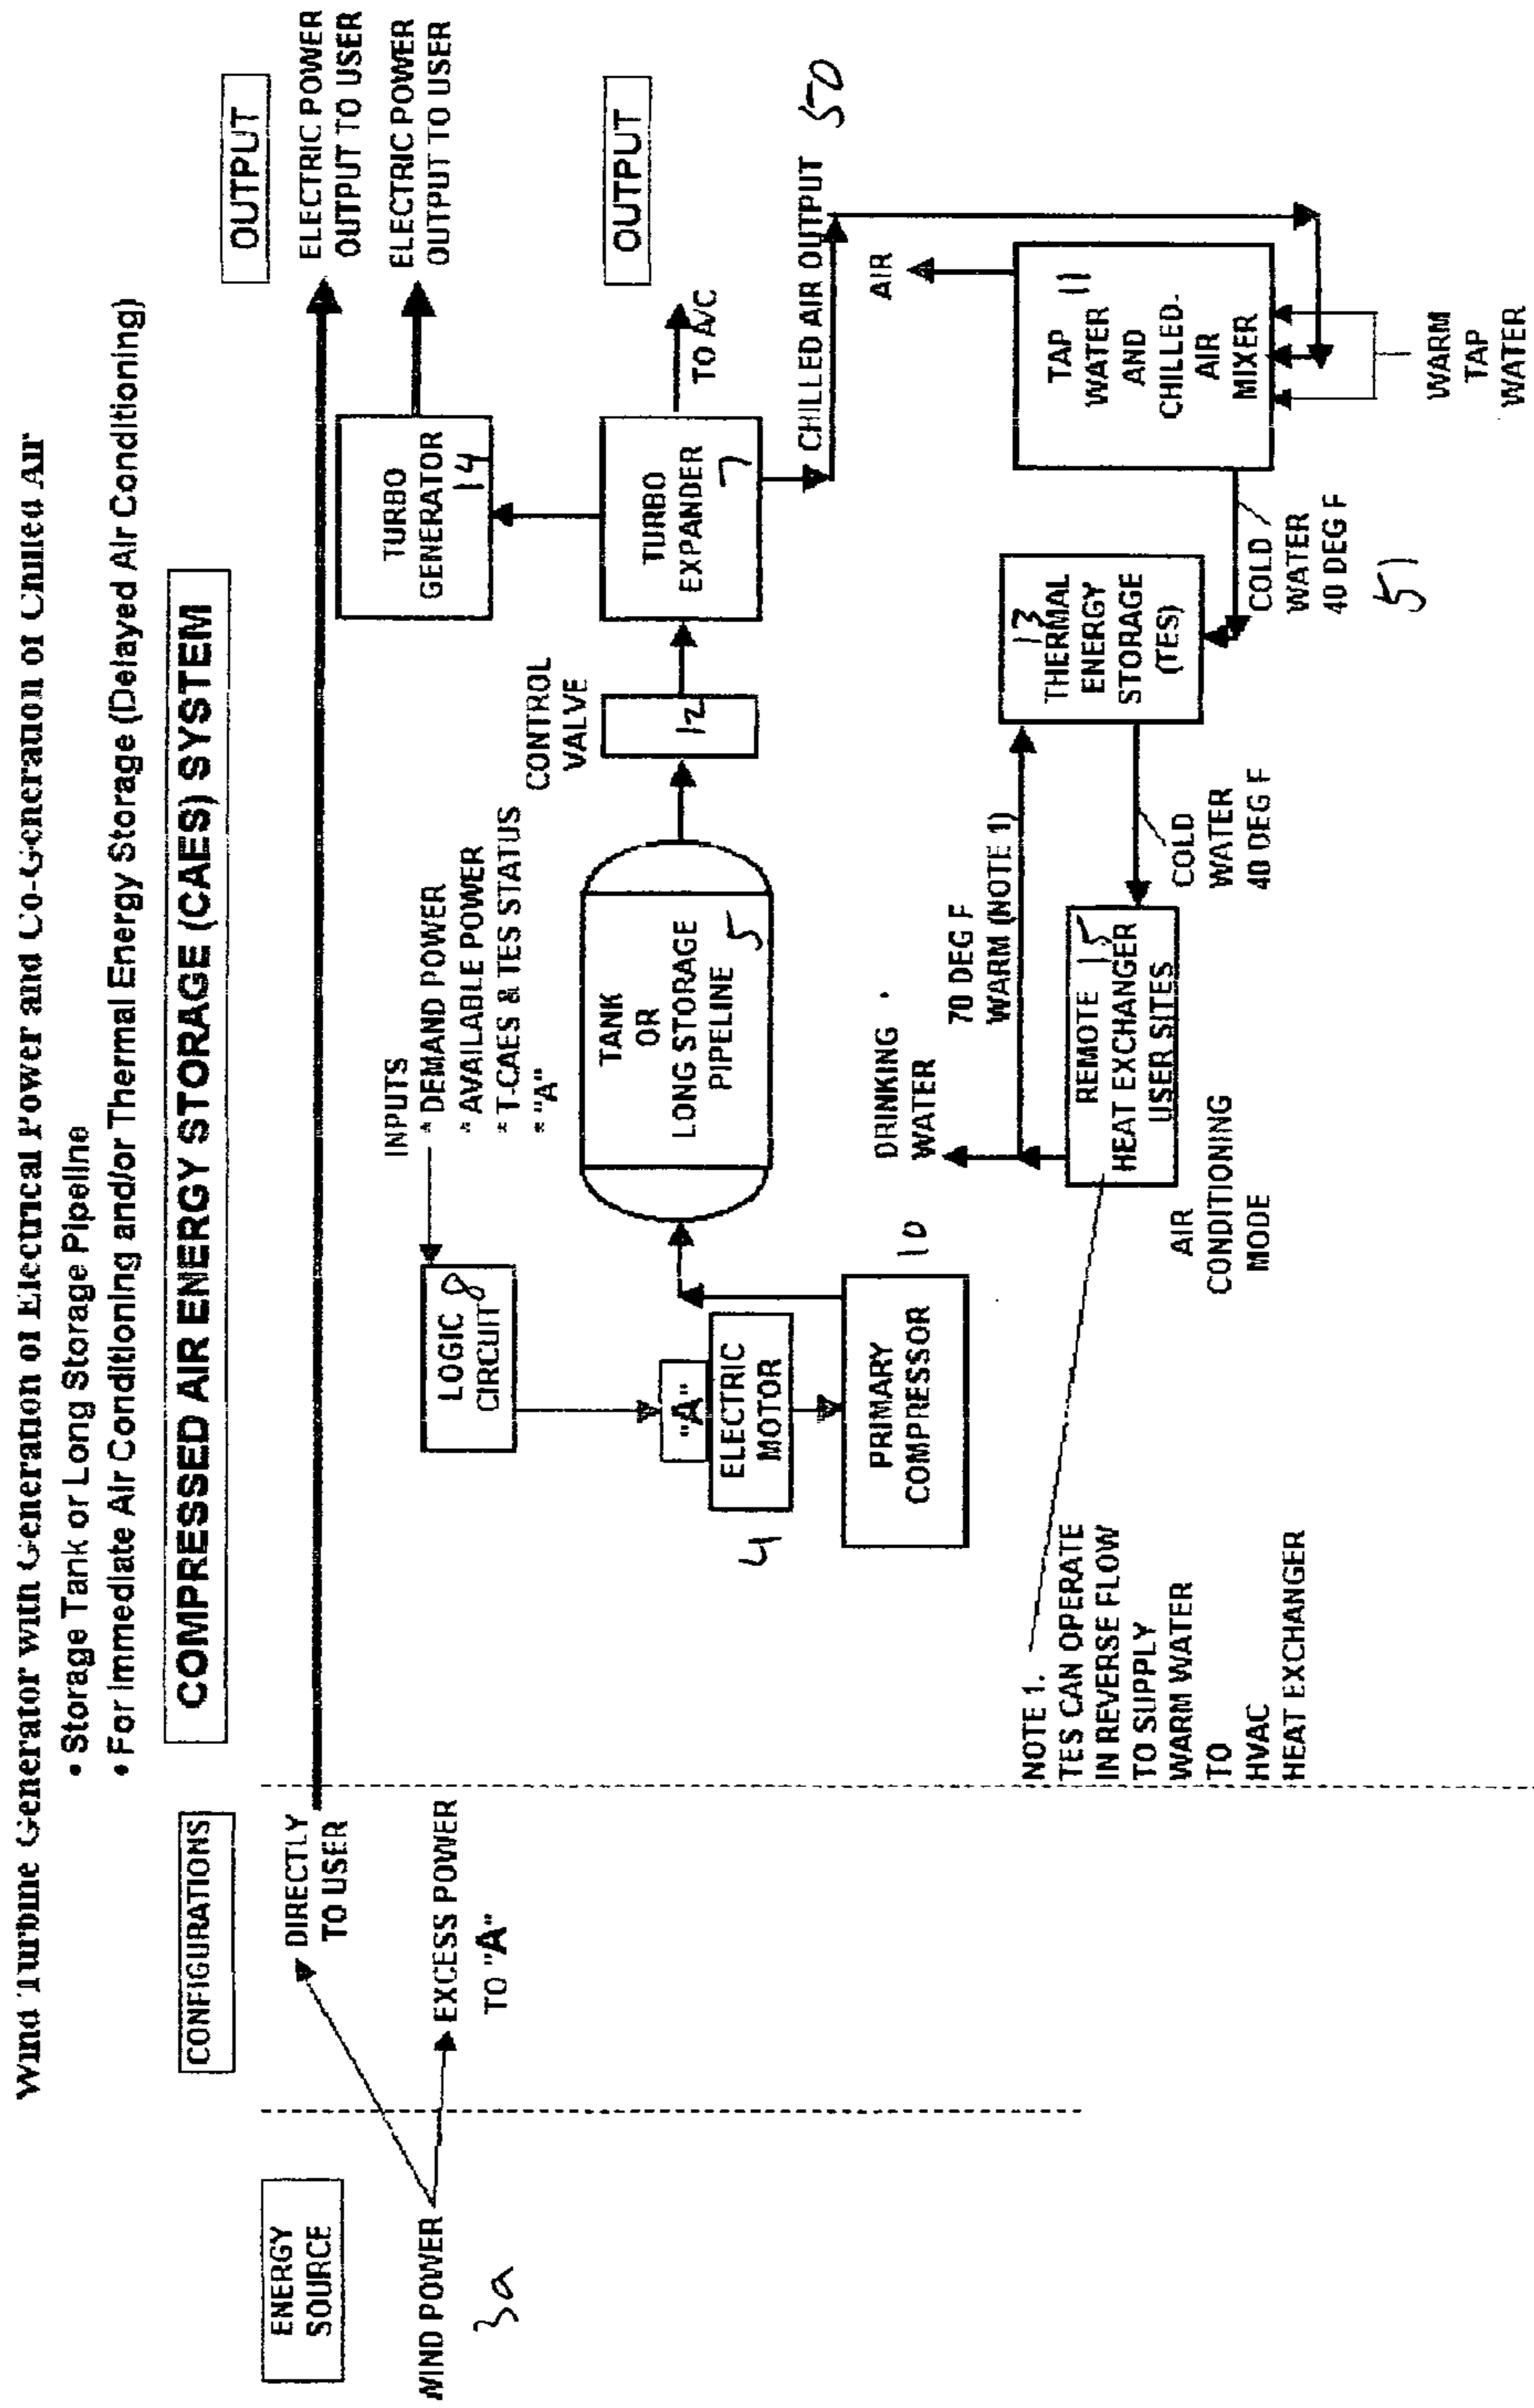 Wind Turbine Generator with Generation of Electrical Power and Co-Generation of Chilled Air
• Storage Tank or Long Storage Pipeline
• For Immediate Air Conditioning and/or Thermal Energy Storage (Delayed Air Conditioning)
COMPRESSED AIR ENERGY STORAGE (CAES) SYSTEM
ENERGY
SOURCE
WIND POWER
3a
CONFIGURATIONS
DIRECTLY
TO USER
EXCESS POWER
TO "A"
OUTPUT
ELECTRIC POWER
OUTPUT TO USER
ELECTRIC POWER
OUTPUT TO USER
INPUTS
* DEMAND POWER
* AVAILABLE POWER
* T-CAES & TES STATUS
* "A"
LOGIC 8
CIRCUIT
"A"
ELECTRIC
MOTOR
4
PRIMARY
COMPRESSOR
10
TANK
OR
LONG STORAGE
PIPELINE 5
CONTROL
VALVE
12
TURBO
GENERATOR
14
TURBO
EXPANDER
7
OUTPUT
TO A/C
CHILLED AIR OUTPUT 50
AIR
TAP 11
WATER
AND
CHILLED-
AIR
MIXER
WARM
TAP
WATER
COLD
WATER
40 DEG F
51
13
THERMAL
ENERGY
STORAGE
(TES)
COLD
WATER
40 DEG F
70 DEG F
WARM (NOTE 1)
DRINKING
WATER
REMOTE 15
HEAT EXCHANGER
USER SITES
AIR
CONDITIONING
MODE
NOTE 1.
TES CAN OPERATE
IN REVERSE FLOW
TO SUPPLY
WARM WATER
TO
HVAC
HEAT EXCHANGER